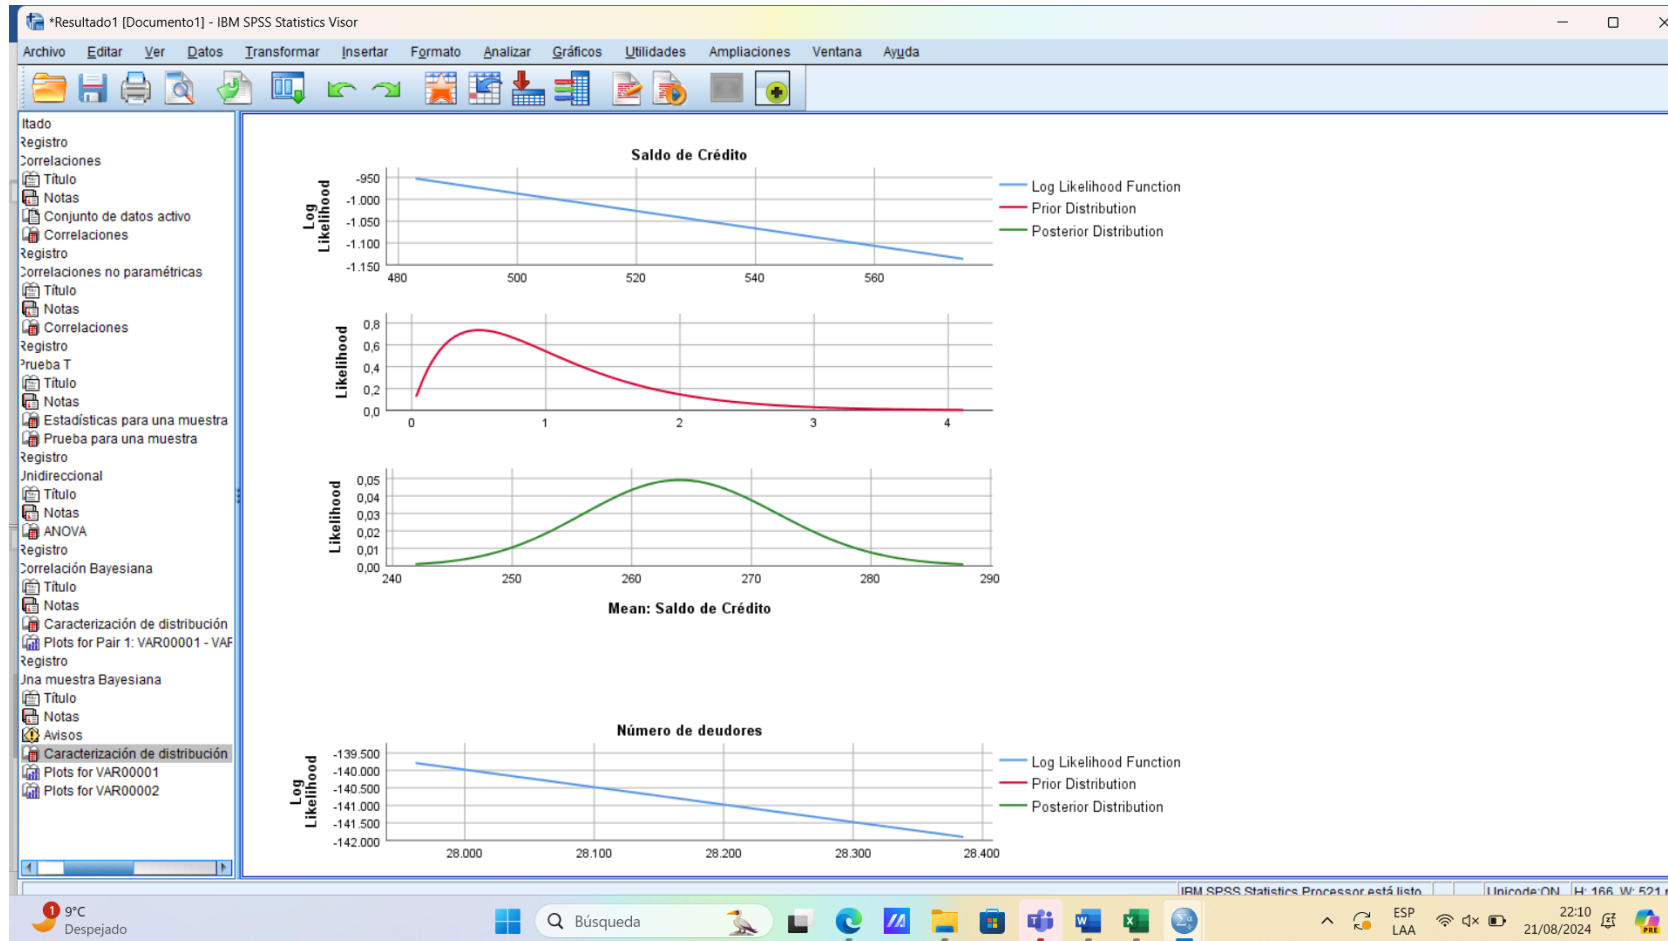 *Resultado1 [Documento1] - IBM SPSS Statistics Visor
Archivo Editar Ver Datos Transformar Insertar Formato Analizar Gráficos Utilidades Ampliaciones Ventana Ayuda
ltado
Registro
Correlaciones
Título
Notas
Conjunto de datos activo
Correlaciones
Registro
Correlaciones no paramétricas
Título
Notas
Correlaciones
Registro
Prueba T
Título
Notas
Estadísticas para una muestra
Prueba para una muestra
Registro
Unidireccional
Título
Notas
ANOVA
Registro
Correlación Bayesiana
Título
Notas
Caracterización de distribución
Plots for Pair 1: VAR00001 - VAR
Registro
Una muestra Bayesiana
Título
Notas
Avisos
Caracterización de distribución
Plots for VAR00001
Plots for VAR00002
Saldo de Crédito
Log Likelihood
-950
-1.000
-1.050
-1.100
-1.150
480 500 520 540 560
Log Likelihood Function
Prior Distribution
Posterior Distribution
Likelihood
0,8
0,6
0,4
0,2
0,0
0 1 2 3 4
Likelihood
0,05
0,04
0,03
0,02
0,01
0,00
240 250 260 270 280 290
Mean: Saldo de Crédito
Número de deudores
Log Likelihood
-139.500
-140.000
-140.500
-141.000
-141.500
-142.000
28.000 28.100 28.200 28.300 28.400
Log Likelihood Function
Prior Distribution
Posterior Distribution
IBM SPSS Statistics Processor está listo Unicode:ON H: 166, W: 521
1
9°C
Despejado
Búsqueda
ESP
LAA
22:10
21/08/2024
PRE